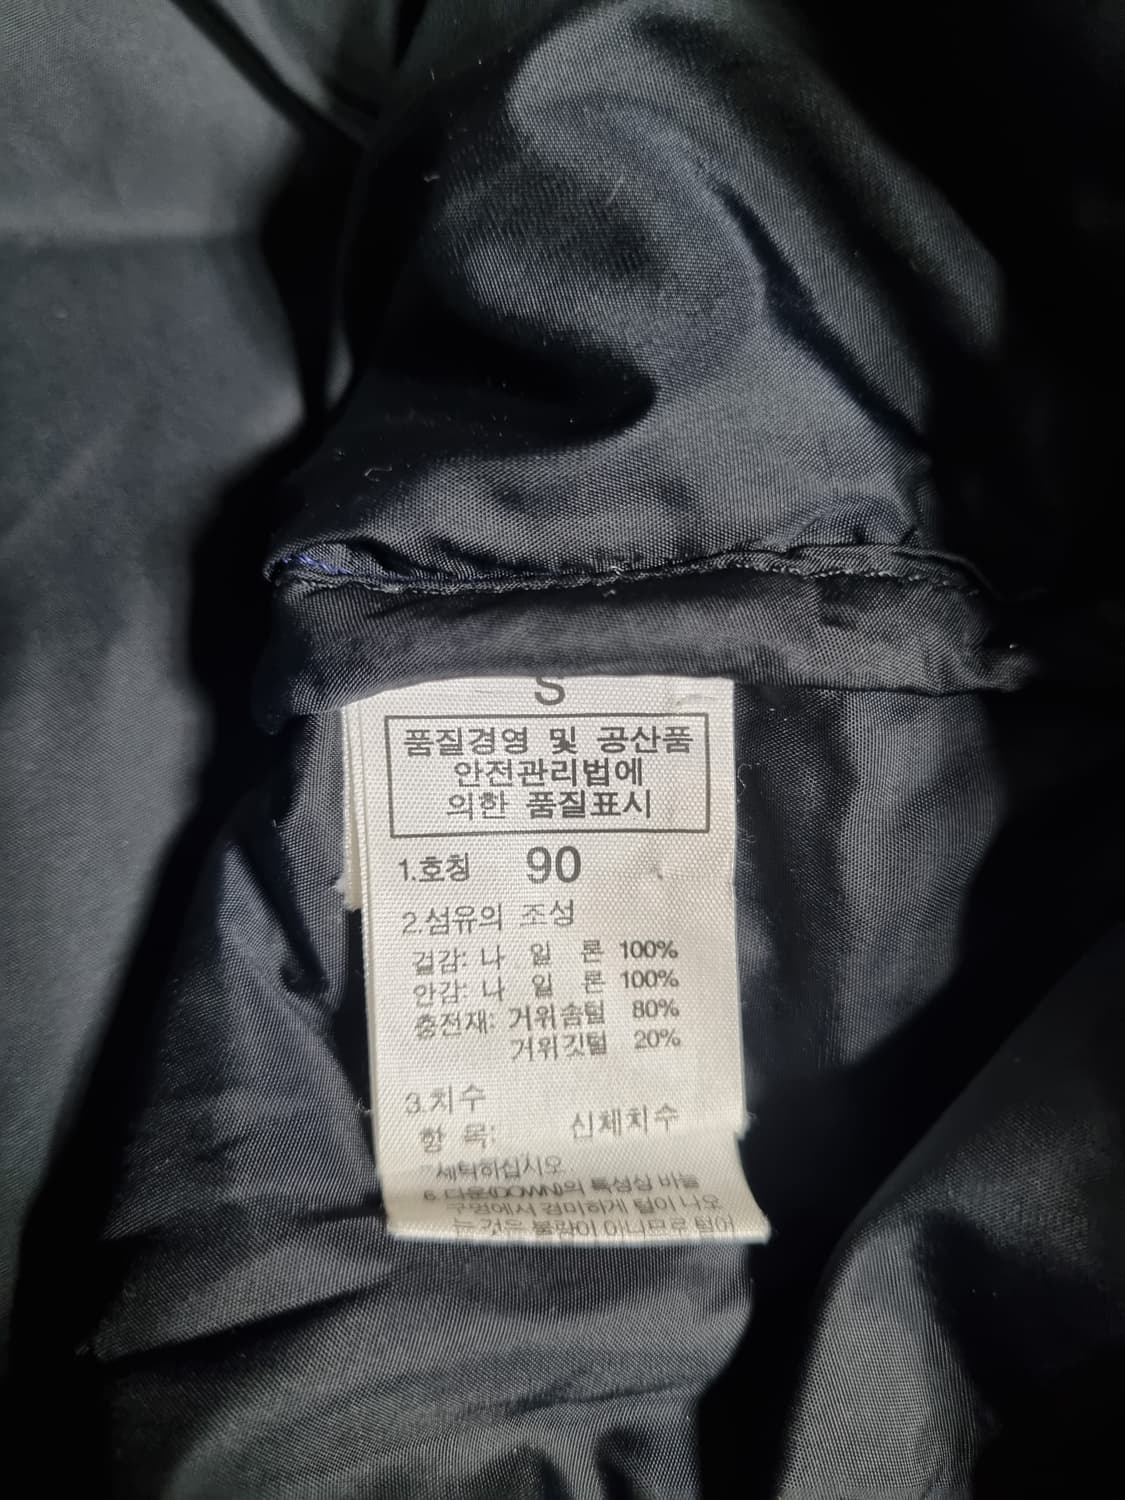 S
품질경영 및 공산품
안전관리법에
의한 품질표시
1.호칭 90
2.섬유의 조성
겉감: 나 일 론 100%
안감: 나 일 론 100%
충전재: 거위솜털 80%
거위깃털 20%
3.치수
항 목: 신체치수
세탁하십시오
6.다운(DOWN)의 특성상 바늘
구멍에서 경미하게 털이 나오
는 것은 불량이 아니므로 털어